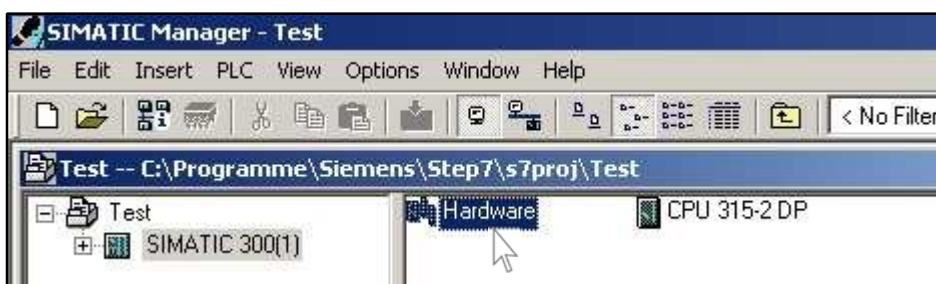 SIMATIC Manager - Test
File Edit Insert PLC View Options Window Help
< No Filter
Test -- C:\Programme\Siemens\Step7\s7proj\Test
Test Hardware CPU 315-2 DP
SIMATIC 300(1)